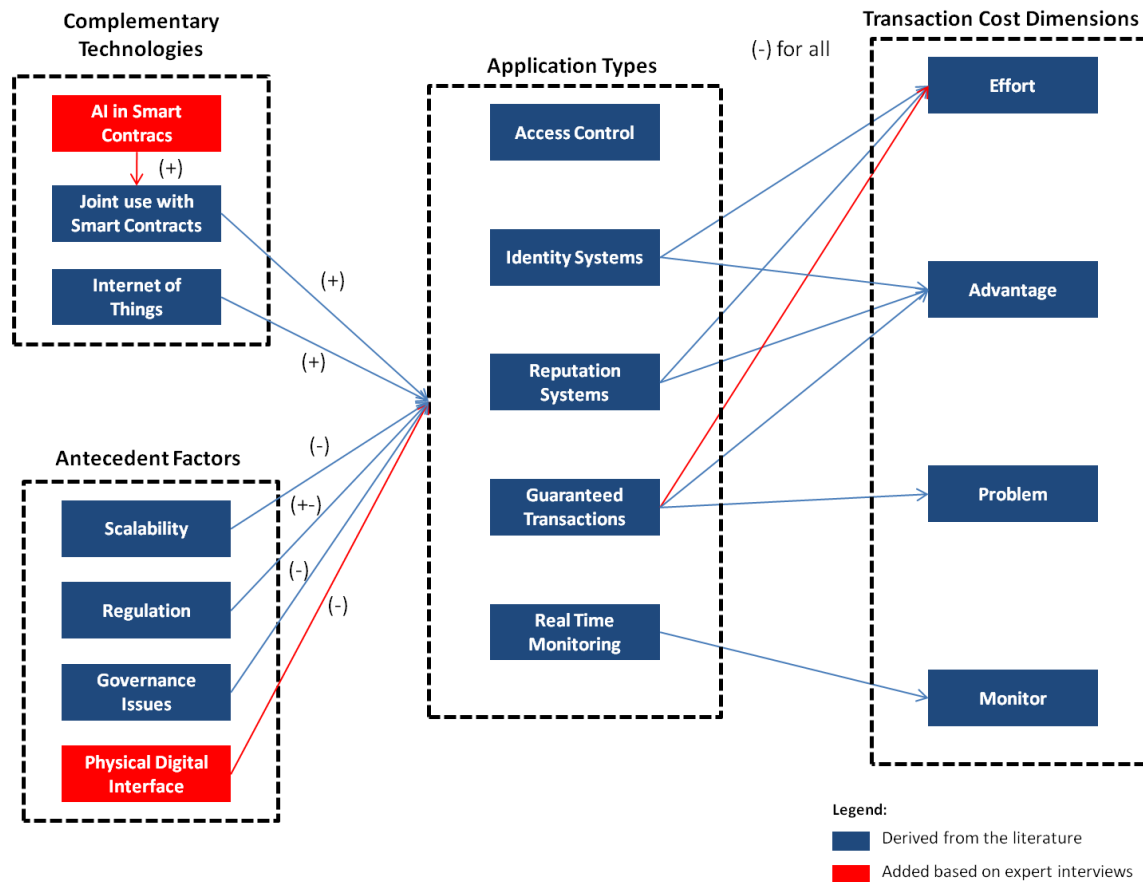 Complementary
Technologies
AI in Smart
Contracs
(+)
Joint use with
Smart Contracts
Internet of
Things
(+)
(+)
Antecedent Factors
Scalability
Regulation
Governance
Issues
Physical Digital
Interface
(-)
(+-)
(-)
(-)
Application Types
Access Control
Identity Systems
Reputation
Systems
Guaranteed
Transactions
Real Time
Monitoring
(-) for all
Transaction Cost Dimensions
Effort
Advantage
Problem
Monitor
Legend:
Derived from the literature
Added based on expert interviews